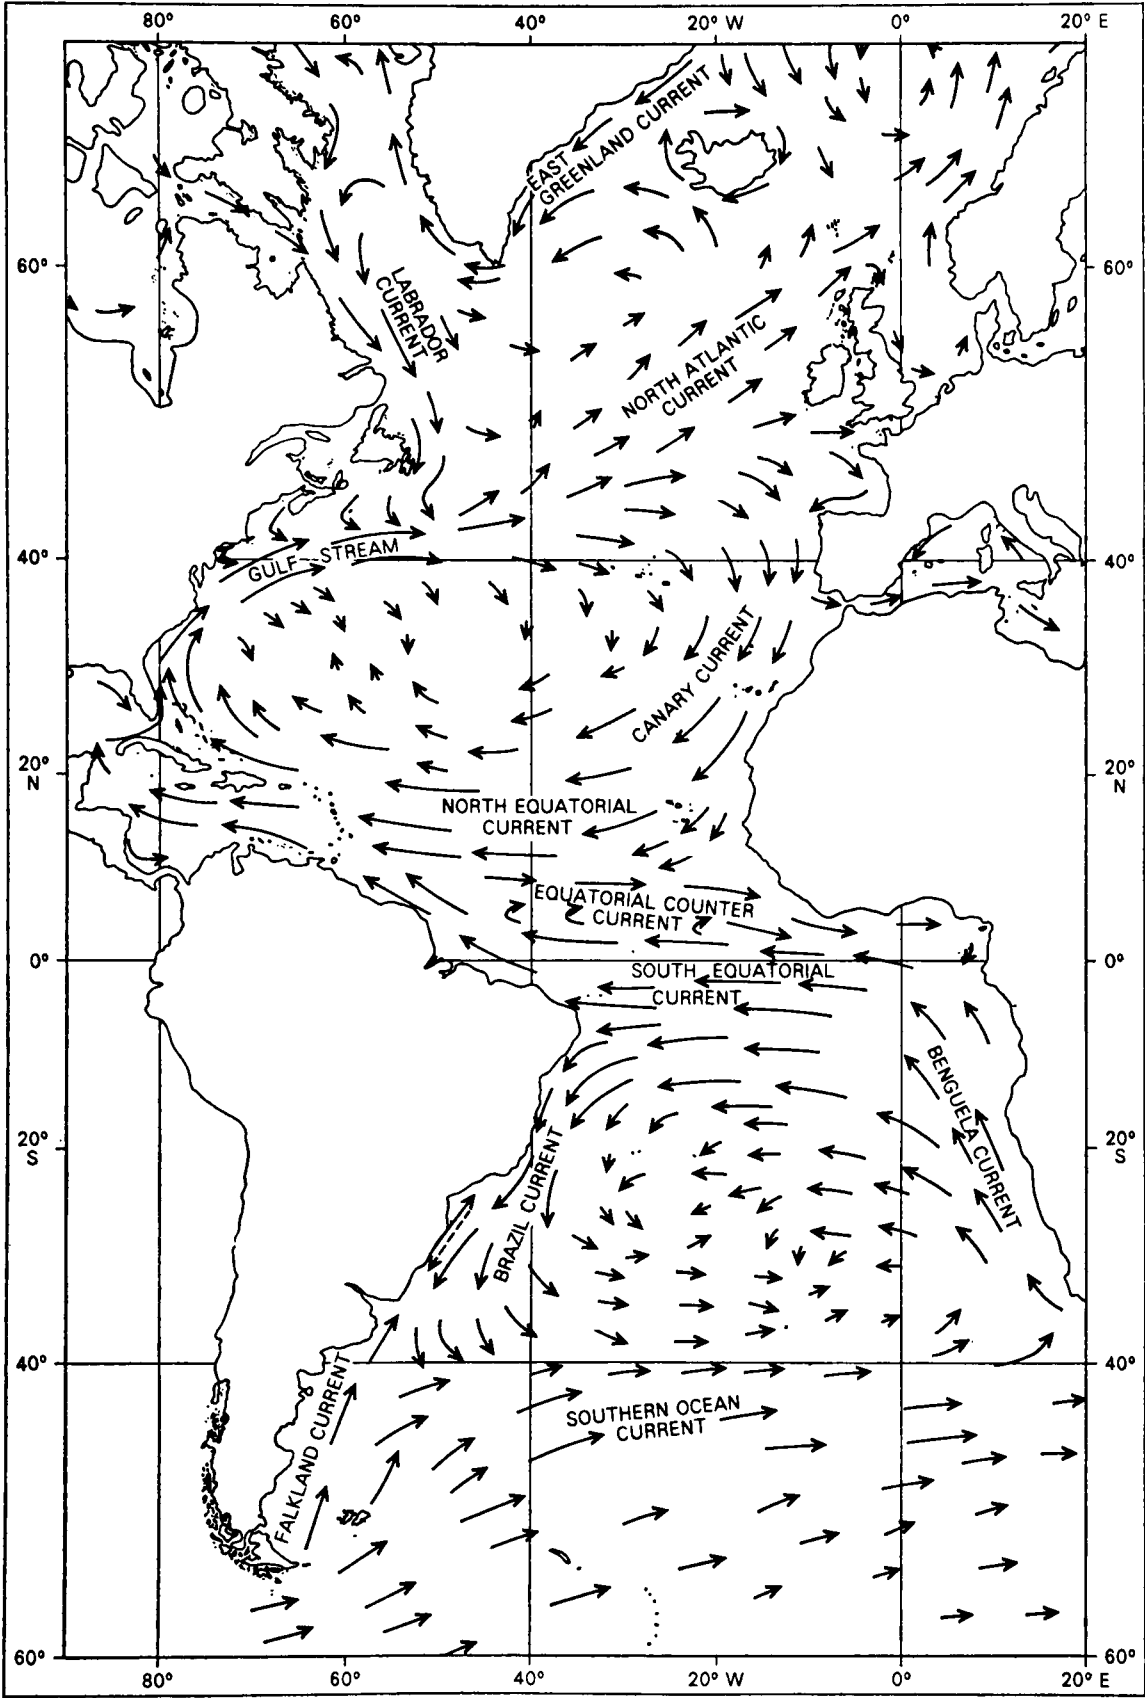 80° 60° 40° 20° W 0° 20° E
EAST
GREENLAND CURRENT
60° 60°
LABRADOR
CURRENT
NORTH ATLANTIC
CURRENT
40° 40°
GULF STREAM
CANARY CURRENT
20° 20°
N N
NORTH EQUATORIAL
CURRENT
EQUATORIAL COUNTER
CURRENT
0° 0°
SOUTH EQUATORIAL
CURRENT
BENGUELA CURRENT
20° 20°
S S
BRAZIL CURRENT
40° 40°
FALKLAND CURRENT
SOUTHERN OCEAN
CURRENT
60° 60°
80° 60° 40° 20° W 0° 20° E